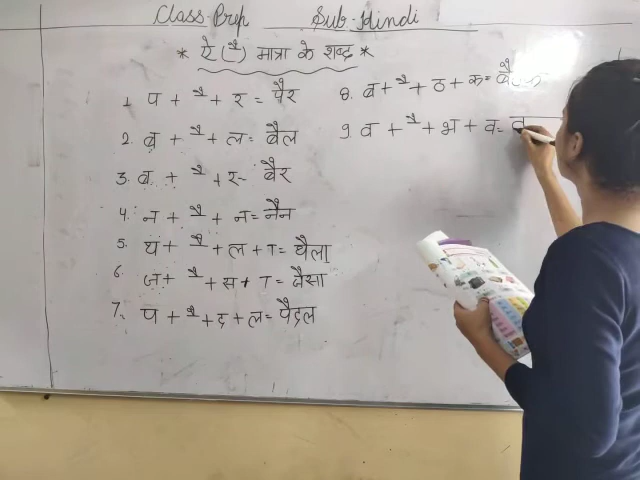 Class-Prep Sub-Hindi
* ऐ (ै) मात्रा के शब्द *
1. प + ै + र = पैर
2. ब + ै + ल = बैल
3. ब + ै + र - बैर
4. न + ै + न = नैन
5. थ + ै + ल + ा = थैला
6. ज + ै + स + ा = जैसा
7. प + ै + द + ल = पैदल
8. ब + ै + ठ + क = बैठक
9. व + ै + भ + व = व